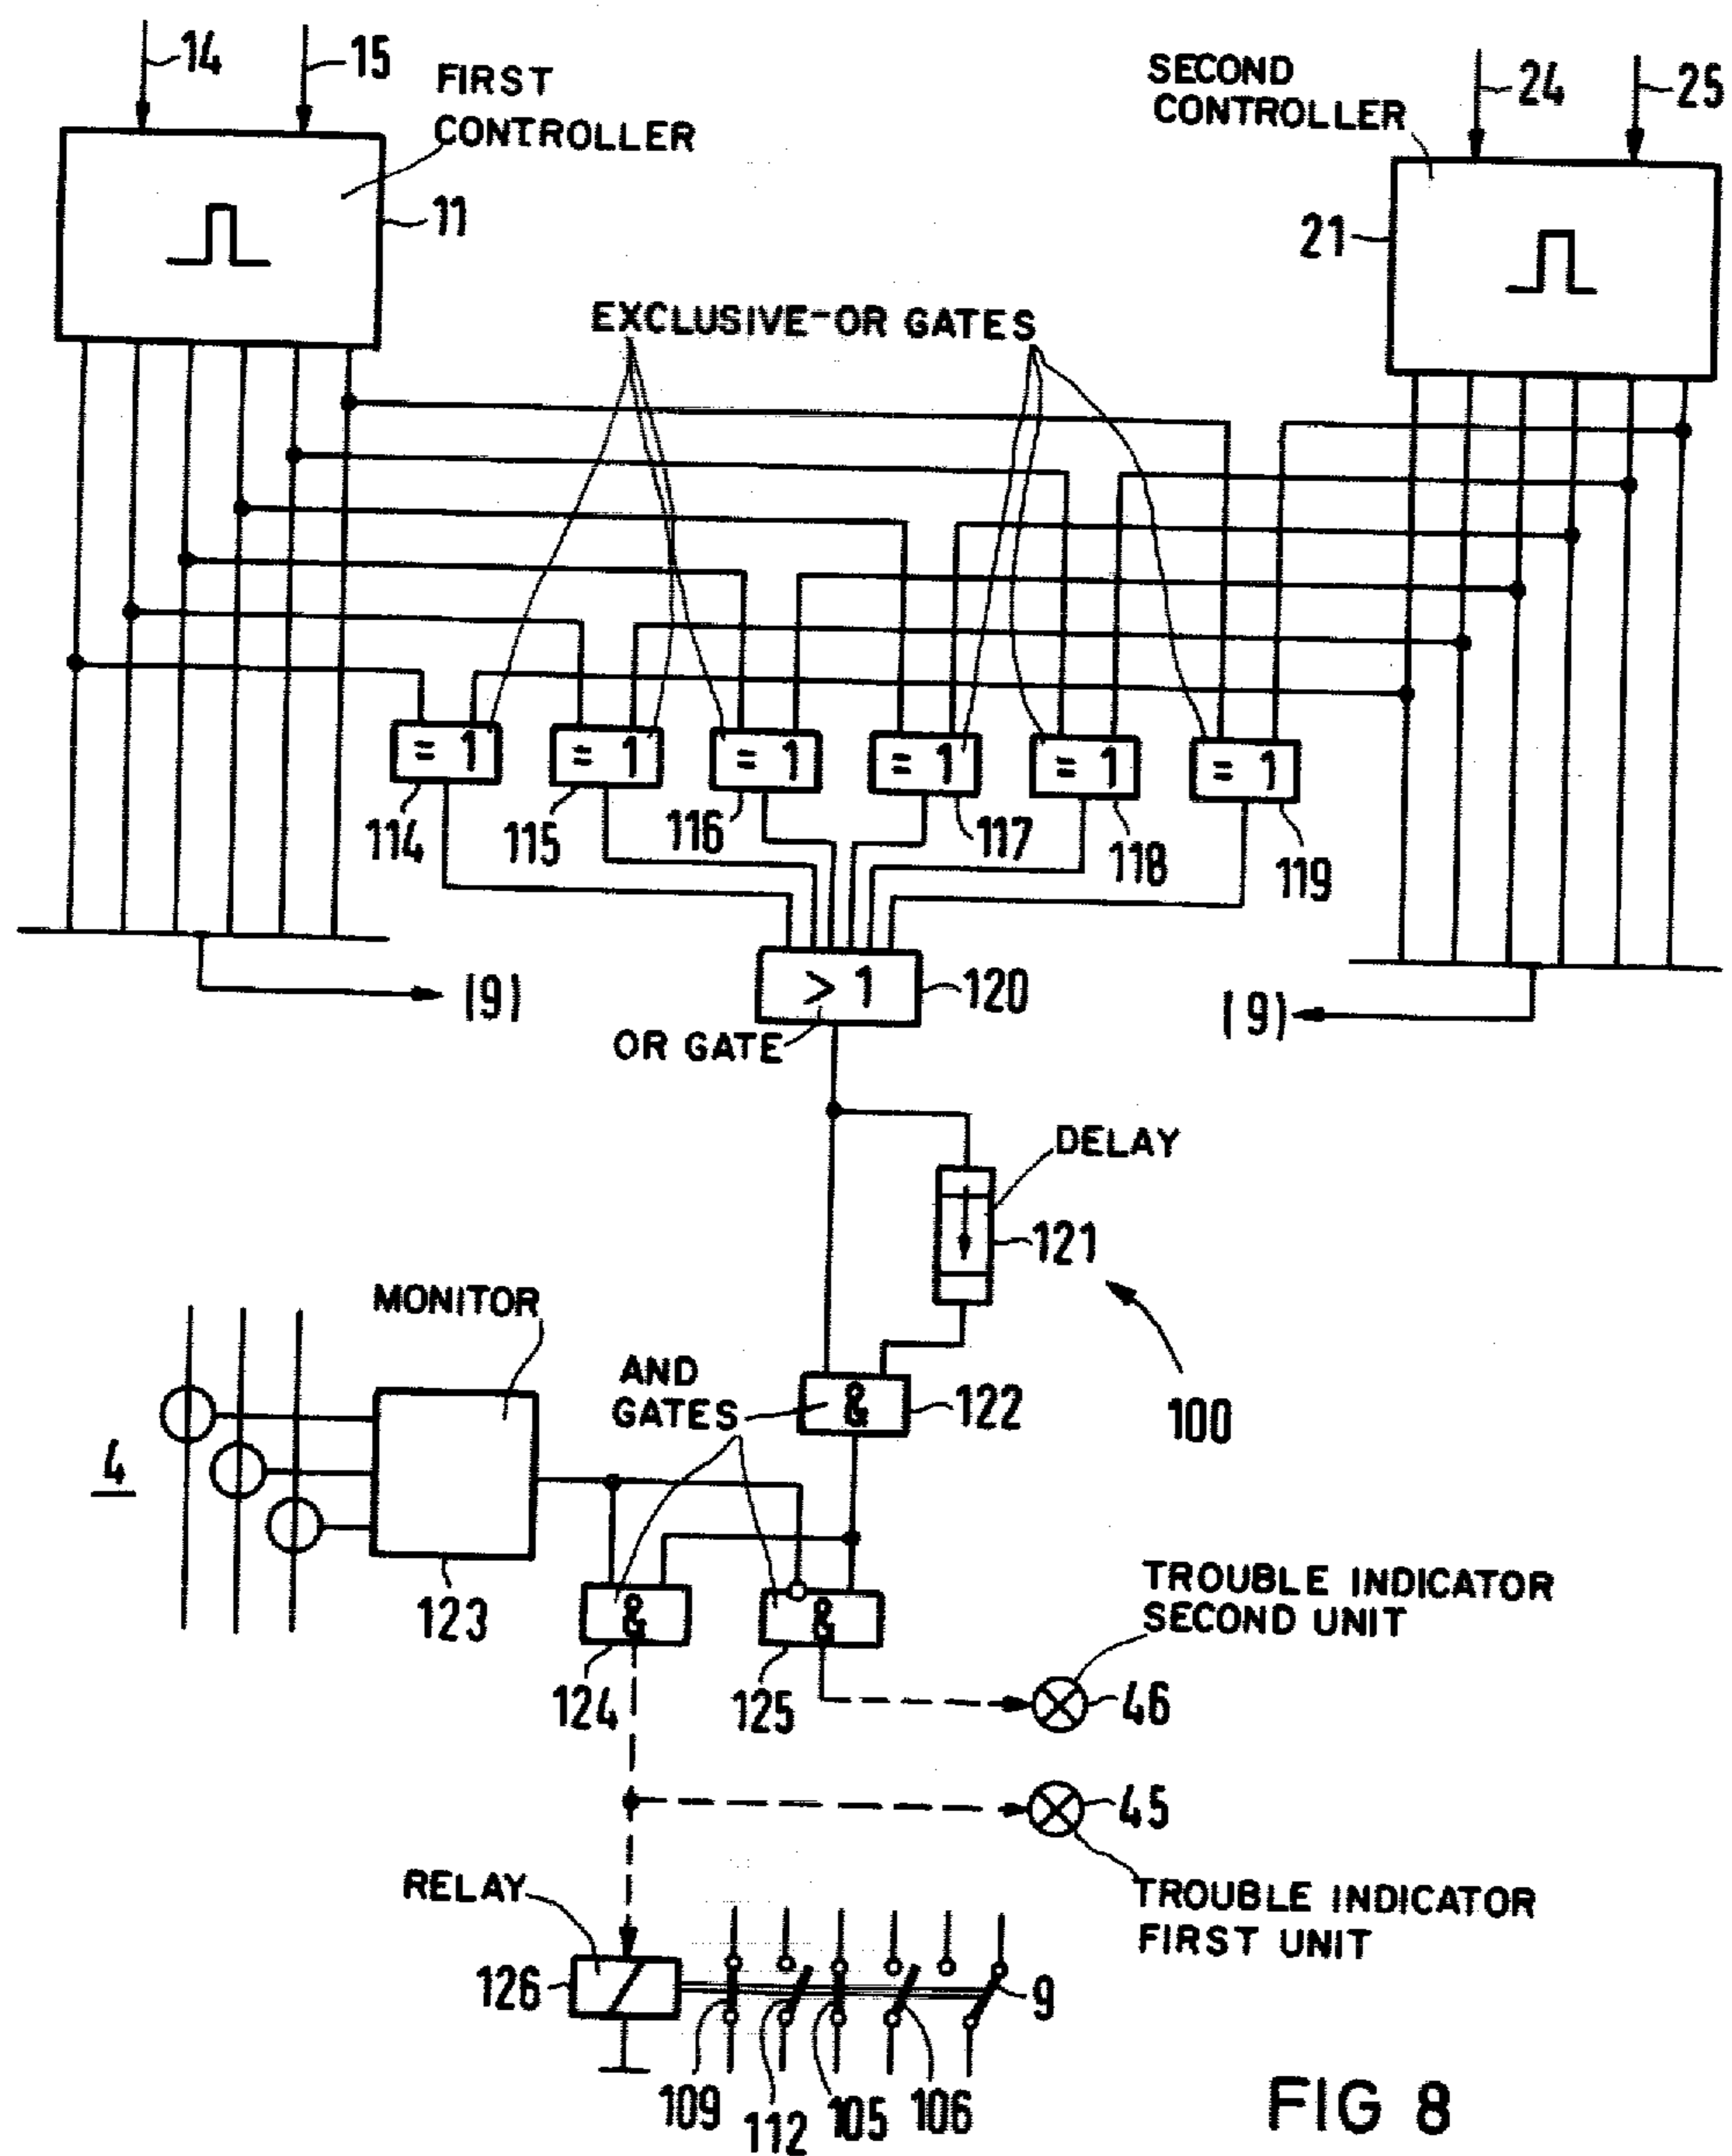 14
15
FIRST
CONTROLLER
11
SECOND
CONTROLLER
24
25
21
EXCLUSIVE-OR GATES
= 1
= 1
= 1
= 1
= 1
= 1
114
115
116
117
118
119
(9)
> 1
120
(9)
OR GATE
DELAY
121
MONITOR
AND
GATES
&
122
100
4
123
&
&
124
125
TROUBLE INDICATOR
SECOND UNIT
46
45
TROUBLE INDICATOR
FIRST UNIT
RELAY
126
9
109
112
105
106
FIG 8